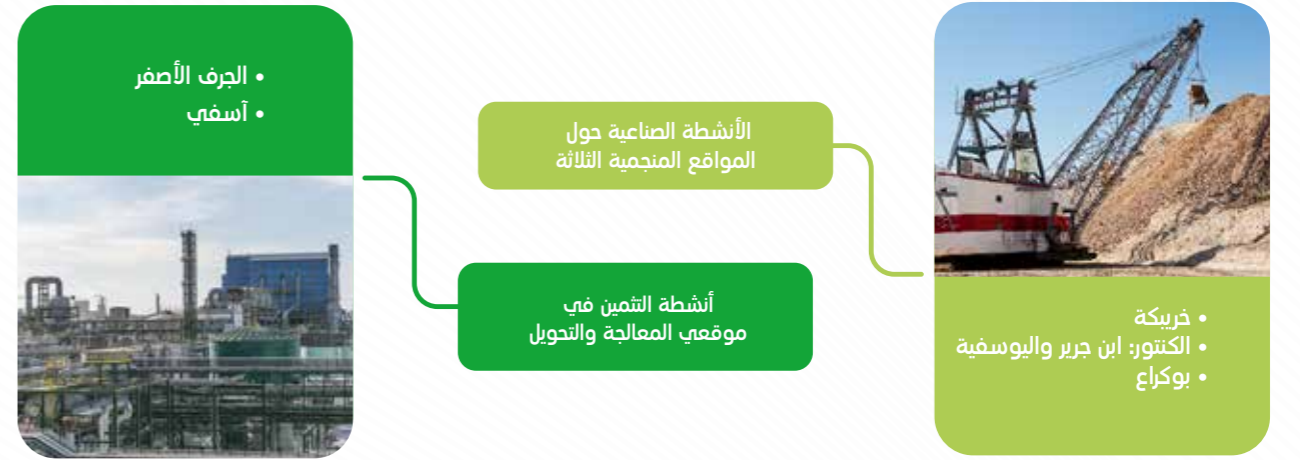 الأنشطة الصناعية حول
المواقع المنجمية الثلاثة
• خريبكة
• الكنتور: ابن جرير واليوسفية
• بوكراع
• الجرف الأصفر
• آسفي
أنشطة التثمين في
موقعي المعالجة والتحويل